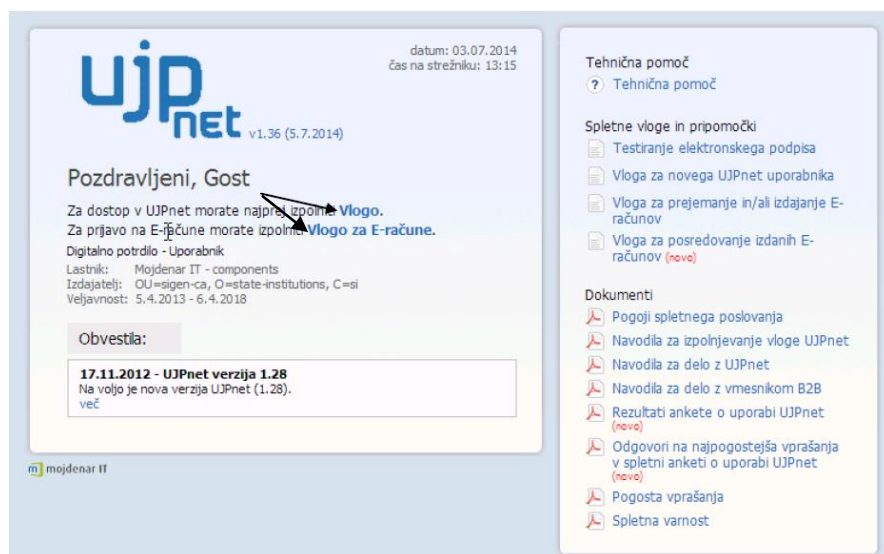 ujp
net v1.36 (5.7.2014)
datum: 03.07.2014
čas na strežniku: 13:15
Pozdravljeni, Gost
Za dostop v UJPnet morate najprej izpolniti Vlogo.
Za prijavo na E-račune morate izpolniti Vlogo za E-račune.
Digitalno potrdilo - Uporabnik
Lastnik: Mojdenar IT - components
Izdajatelj: OU=sigen-ca, O=state-institutions, C=si
Veljavnost: 5.4.2013 - 6.4.2018
Obvestila:
17.11.2012 - UJPnet verzija 1.28
Na voljo je nova verzija UJPnet (1.28).
več
m mojdenar IT
Tehnična pomoč
? Tehnična pomoč
Spletne vloge in pripomočki
Testiranje elektronskega podpisa
Vloga za novega UJPnet uporabnika
Vloga za prejemanje in/ali izdajanje E-
računov
Vloga za posredovanje izdanih E-
računov (novo)
Dokumenti
Pogoji spletnega poslovanja
Navodila za izpolnjevanje vloge UJPnet
Navodila za delo z UJPnet
Navodila za delo z vmesnikom B2B
Rezultati ankete o uporabi UJPnet
(novo)
Odgovori na najpogostejša vprašanja
v spletni anketi o uporabi UJPnet
(novo)
Pogosta vprašanja
Spletna varnost